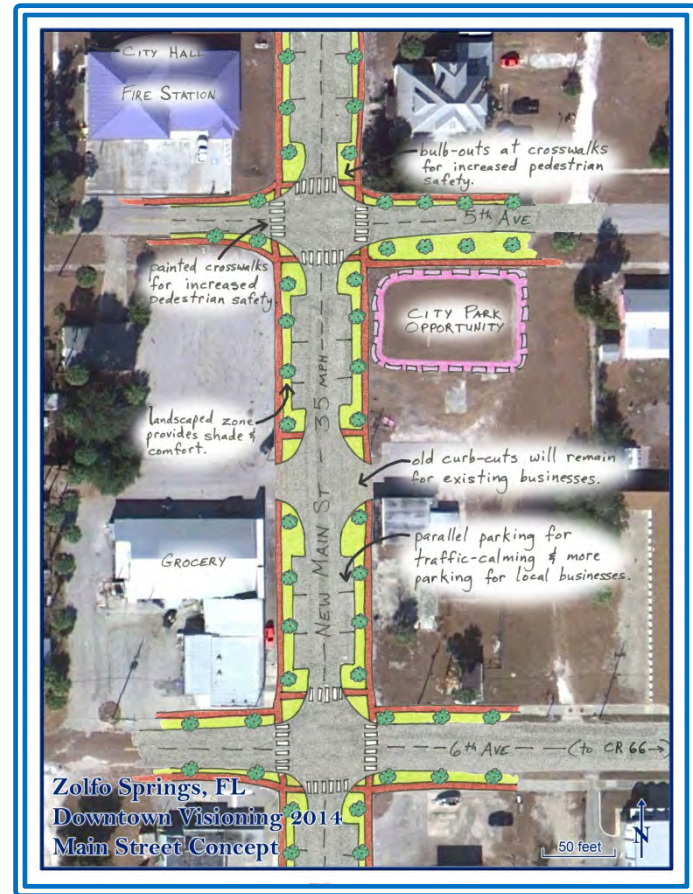 CITY HALL
FIRE STATION
bulb-outs at crosswalks
for increased pedestrian
safety.
5th AVE
painted crosswalks
for increased
pedestrian safety.
CITY PARK
OPPORTUNITY
NEW MAIN ST - 35 MPH
landscaped zone
provides shade &
comfort.
old curb-cuts will remain
for existing businesses.
parallel parking for
traffic-calming & more
parking for local businesses.
GROCERY
6th AVE (to CR 66→)
Zolfo Springs, FL
Downtown Visioning 2014
Main Street Concept
50 feet
N